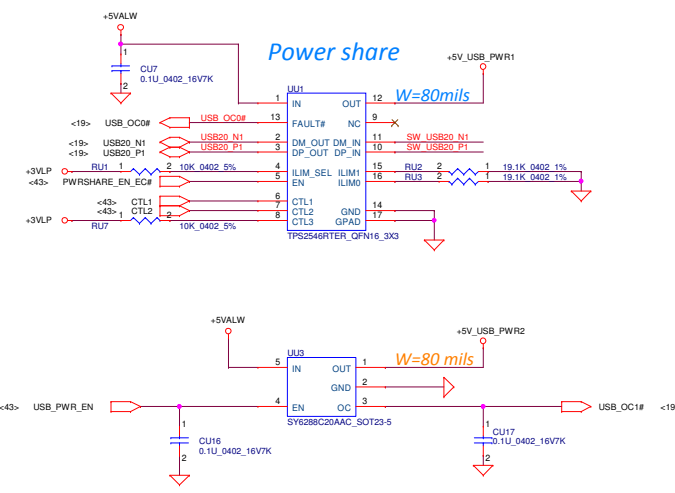 +5VALW
Power share
+5V_USB_PWR1
1
CU7
0.1U_0402_16V7K
2
UU1
W=80mils
1 IN OUT 12
<19> USB_OC0# USB_OC0# 13 FAULT# NC 9
<19> USB20_N1 2 DM_OUT DM_IN 11 SW_USB20_N1
<19> USB20_P1 3 DP_OUT DP_IN 10 SW_USB20_P1
+3VLP RU1 1 2 10K_0402_5% 4 ILIM_SEL ILIM1 15 RU2 2 1 19.1K_0402_1%
<43> PWRSHARE_EN_EC# 5 EN ILIM0 16 RU3 2 1 19.1K_0402_1%
<43> CTL1 6 CTL1
<43> CTL2 7 CTL2 GND 14
+3VLP 1 2 8 CTL3 GPAD 17
RU7 10K_0402_5%
TPS2546RTER_QFN16_3X3
+5VALW
+5V_USB_PWR2
UU3
W=80 mils
5 IN OUT 1
GND 2
<43> USB_PWR_EN 4 EN OC 3 USB_OC1# <19
SY6288C20AAC_SOT23-5
1 1
CU16 CU17
0.1U_0402_16V7K 0.1U_0402_16V7K
2 2